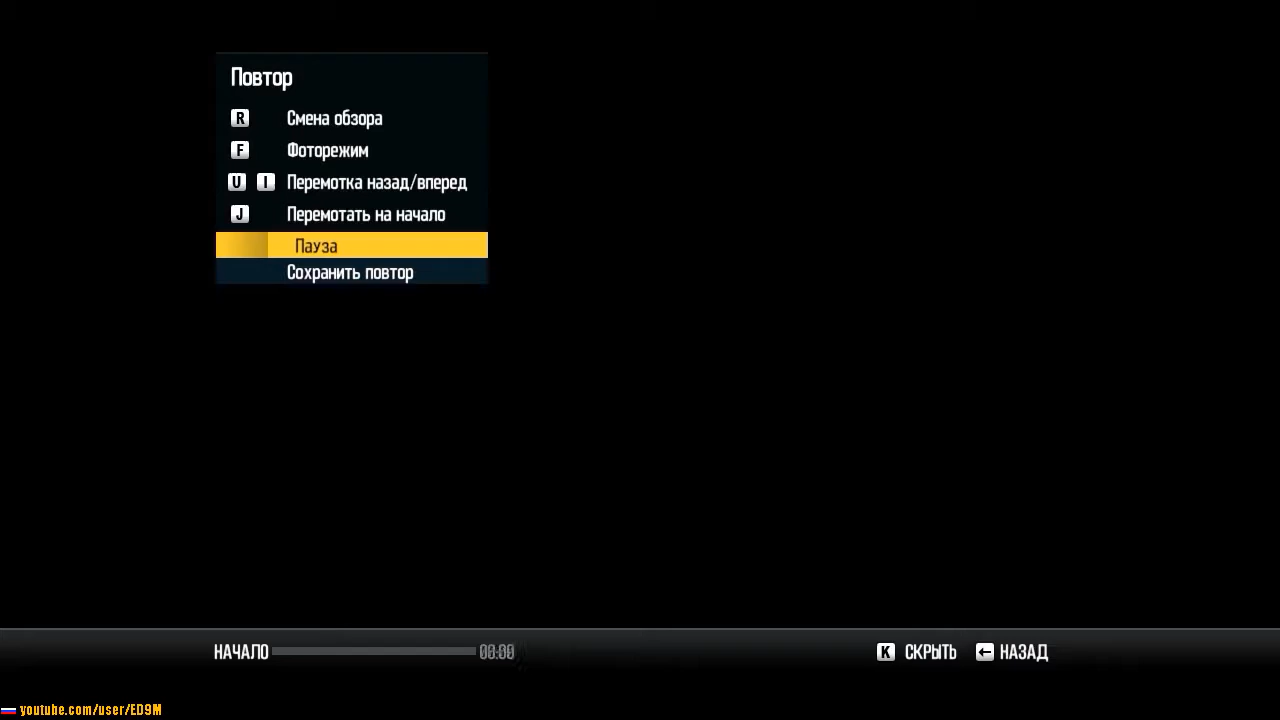 Повтор
R Смена обзора
F Фоторежим
U I Перемотка назад/вперед
J Перемотать на начало
Пауза
Сохранить повтор
НАЧАЛО 00:00 K СКРЫТЬ ← НАЗАД
youtube.com/user/ED9M